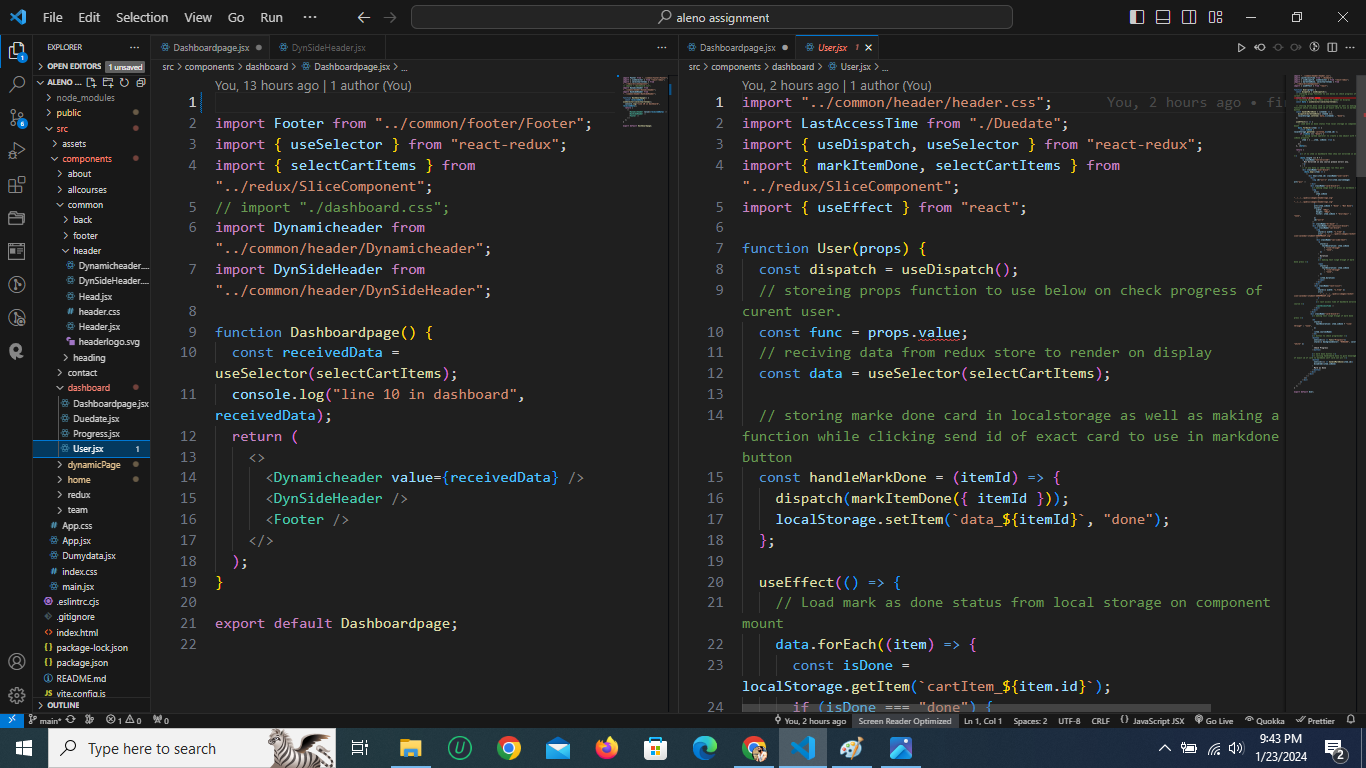 File Edit Selection View Go Run ··· aleno assignment
EXPLORER ···
OPEN EDITORS 1 unsaved
ALENO ...
node_modules
public
src
assets
components
about
allcourses
common
back
footer
header
Dynamicheader....
DynSideHeader....
Head.jsx
header.css
Header.jsx
headerlogo.svg
heading
contact
dashboard
Dashboardpage.jsx
Duedate.jsx
Progress.jsx
User.jsx 1
dynamicPage
home
redux
team
App.css
App.jsx
Dumydata.jsx
index.css
main.jsx
.eslintrc.cjs
.gitignore
index.html
package-lock.json
package.json
README.md
vite.config.js
OUTLINE
Dashboardpage.jsx DynSideHeader.jsx ···
src > components > dashboard > Dashboardpage.jsx > ...
You, 13 hours ago | 1 author (You)
1
2 import Footer from "../common/footer/Footer";
3 import { useSelector } from "react-redux";
4 import { selectCartItems } from
"../redux/SliceComponent";
5 // import "./dashboard.css";
6 import Dynamicheader from
"../common/header/Dynamicheader";
7 import DynSideHeader from
"../common/header/DynSideHeader";
8
9 function Dashboardpage() {
10 const receivedData =
useSelector(selectCartItems);
11 console.log("line 10 in dashboard",
receivedData);
12 return (
13 <>
14 <Dynamicheader value={receivedData} />
15 <DynSideHeader />
16 <Footer />
17 </>
18 );
19 }
20
21 export default Dashboardpage;
22
Dashboardpage.jsx User.jsx 1
src > components > dashboard > User.jsx > ...
You, 2 hours ago | 1 author (You)
1 import "../common/header/header.css"; You, 2 hours ago • fi
2 import LastAccessTime from "./Duedate";
3 import { useDispatch, useSelector } from "react-redux";
4 import { markItemDone, selectCartItems } from
"../redux/SliceComponent";
5 import { useEffect } from "react";
6
7 function User(props) {
8 const dispatch = useDispatch();
9 // storeing props function to use below on check progress of
curent user.
10 const func = props.value;
11 // reciving data from redux store to render on display
12 const data = useSelector(selectCartItems);
13
14 // storing marke done card in localstorage as well as making a
function while clicking send id of exact card to use in markdone
button
15 const handleMarkDone = (itemId) => {
16 dispatch(markItemDone({ itemId }));
17 localStorage.setItem(`data_${itemId}`, "done");
18 };
19
20 useEffect(() => {
21 // Load mark as done status from local storage on component
mount
22 data.forEach((item) => {
23 const isDone =
localStorage.getItem(`cartItem_${item.id}`);
24 if (isDone === "done") {
main* 1 0 0 You, 2 hours ago Screen Reader Optimized Ln 1, Col 1 Spaces: 2 UTF-8 CRLF {} JavaScript JSX Go Live Quokka Prettier
Type here to search
9:43 PM
1/23/2024
2